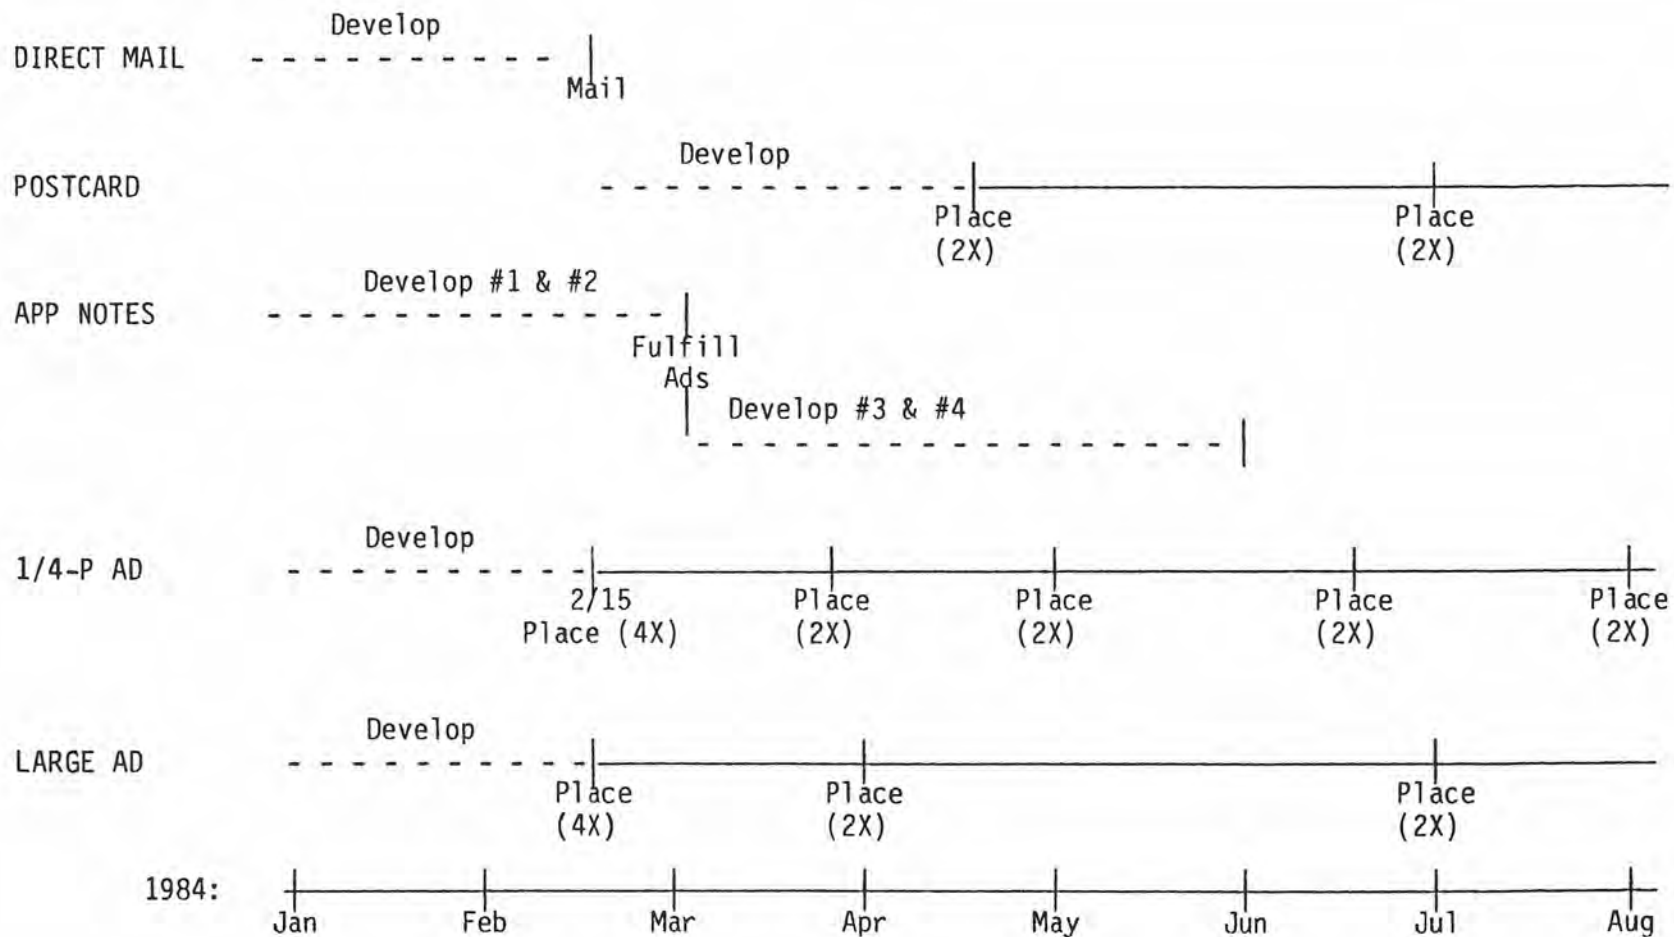 Develop
DIRECT MAIL
Mail
Develop
POSTCARD
Place Place
(2X) (2X)
Develop #1 & #2
APP NOTES
Fulfill
Ads
Develop #3 & #4
Develop
1/4-P AD
2/15 Place Place Place Place
Place (4X) (2X) (2X) (2X) (2X)
Develop
LARGE AD
Place Place Place
(4X) (2X) (2X)
1984:
Jan Feb Mar Apr May Jun Jul Aug